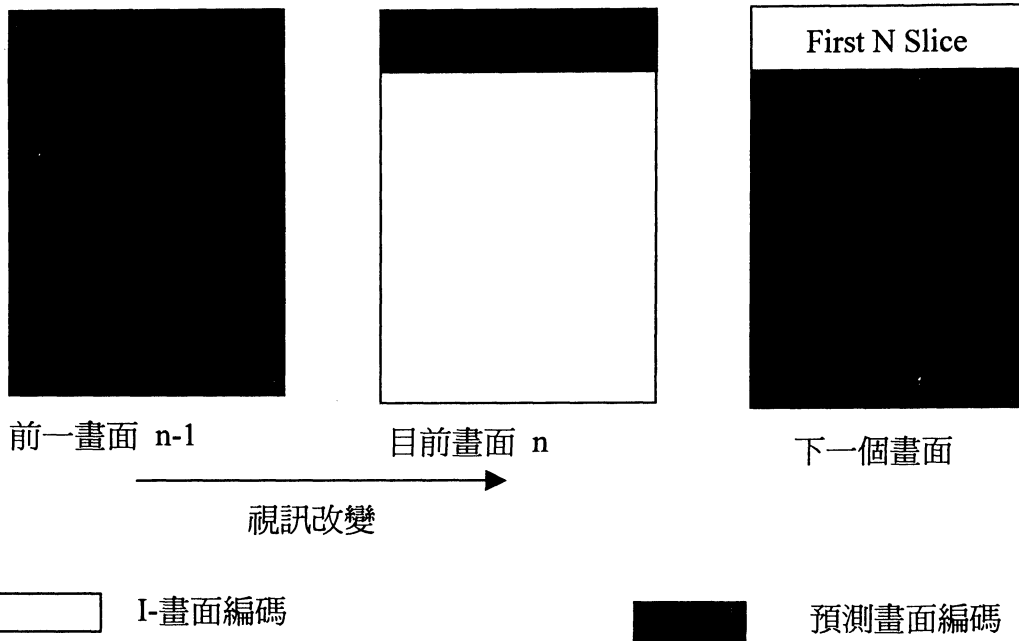 First N Slice
前一畫面 n-1
目前畫面 n
下一個畫面
視訊改變
I-畫面編碼
預測畫面編碼